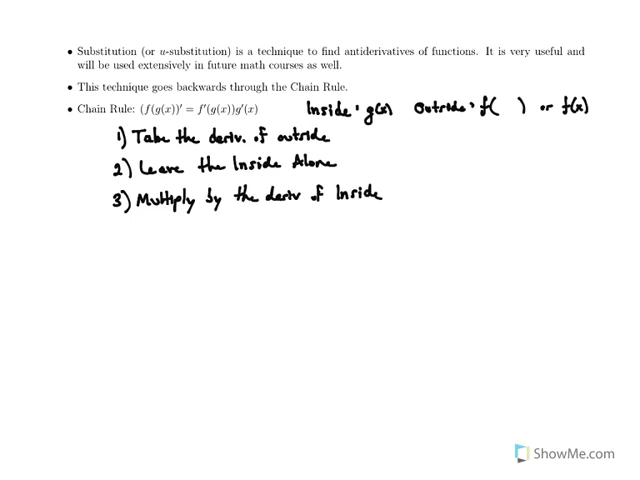 • Substitution (or u-substitution) is a technique to find antiderivatives of functions. It is very useful and
will be used extensively in future math courses as well.
• This technique goes backwards through the Chain Rule.
• Chain Rule: (f(g(x))′ = f′(g(x))g′(x) Inside: g(x) Outside: f( ) or f(x)
1) Take the deriv. of outside
2) Leave the Inside Alone
3) Multiply by the deriv of Inside
ShowMe.com